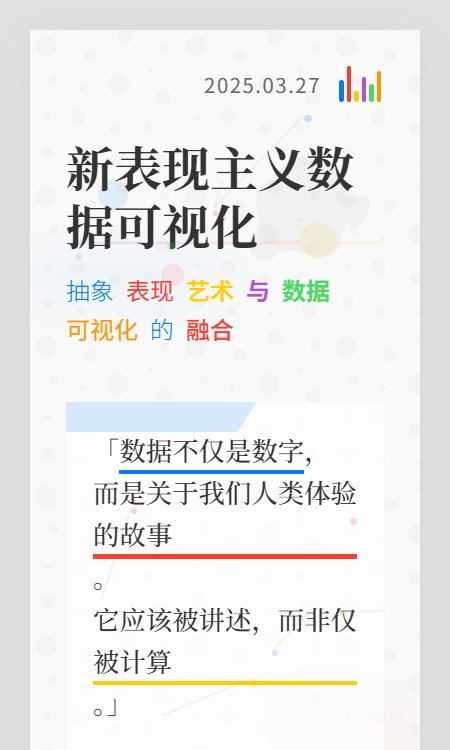 2025.03.27
新表现主义数
据可视化
抽象 表现 艺术 与 数据
可视化 的 融合
「数据不仅是数字，
而是关于我们人类体验
的故事
。
它应该被讲述，而非仅
被计算
。」